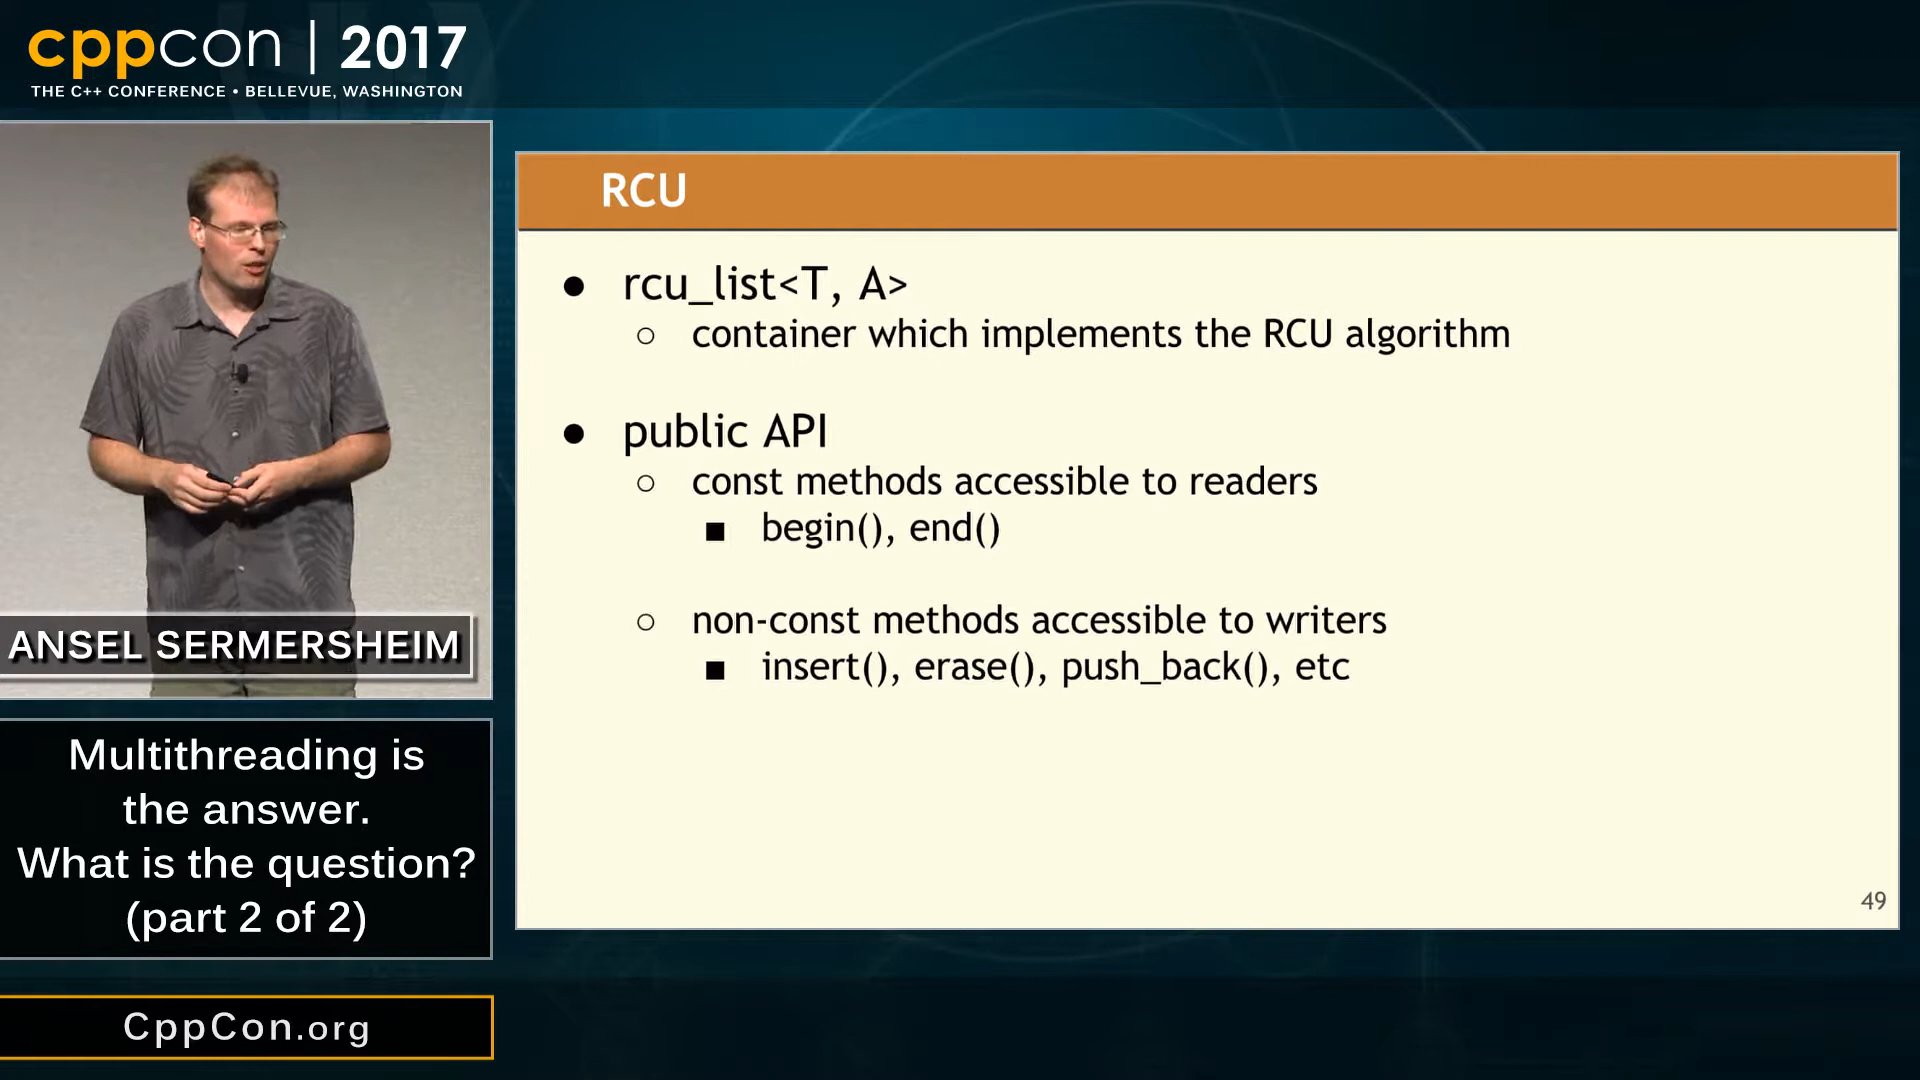 cppcon | 2017
THE C++ CONFERENCE • BELLEVUE, WASHINGTON
ANSEL SERMERSHEIM
Multithreading is
the answer.
What is the question?
(part 2 of 2)
CppCon.org
RCU
● rcu_list<T, A>
○ container which implements the RCU algorithm
● public API
○ const methods accessible to readers
■ begin(), end()
○ non-const methods accessible to writers
■ insert(), erase(), push_back(), etc
49